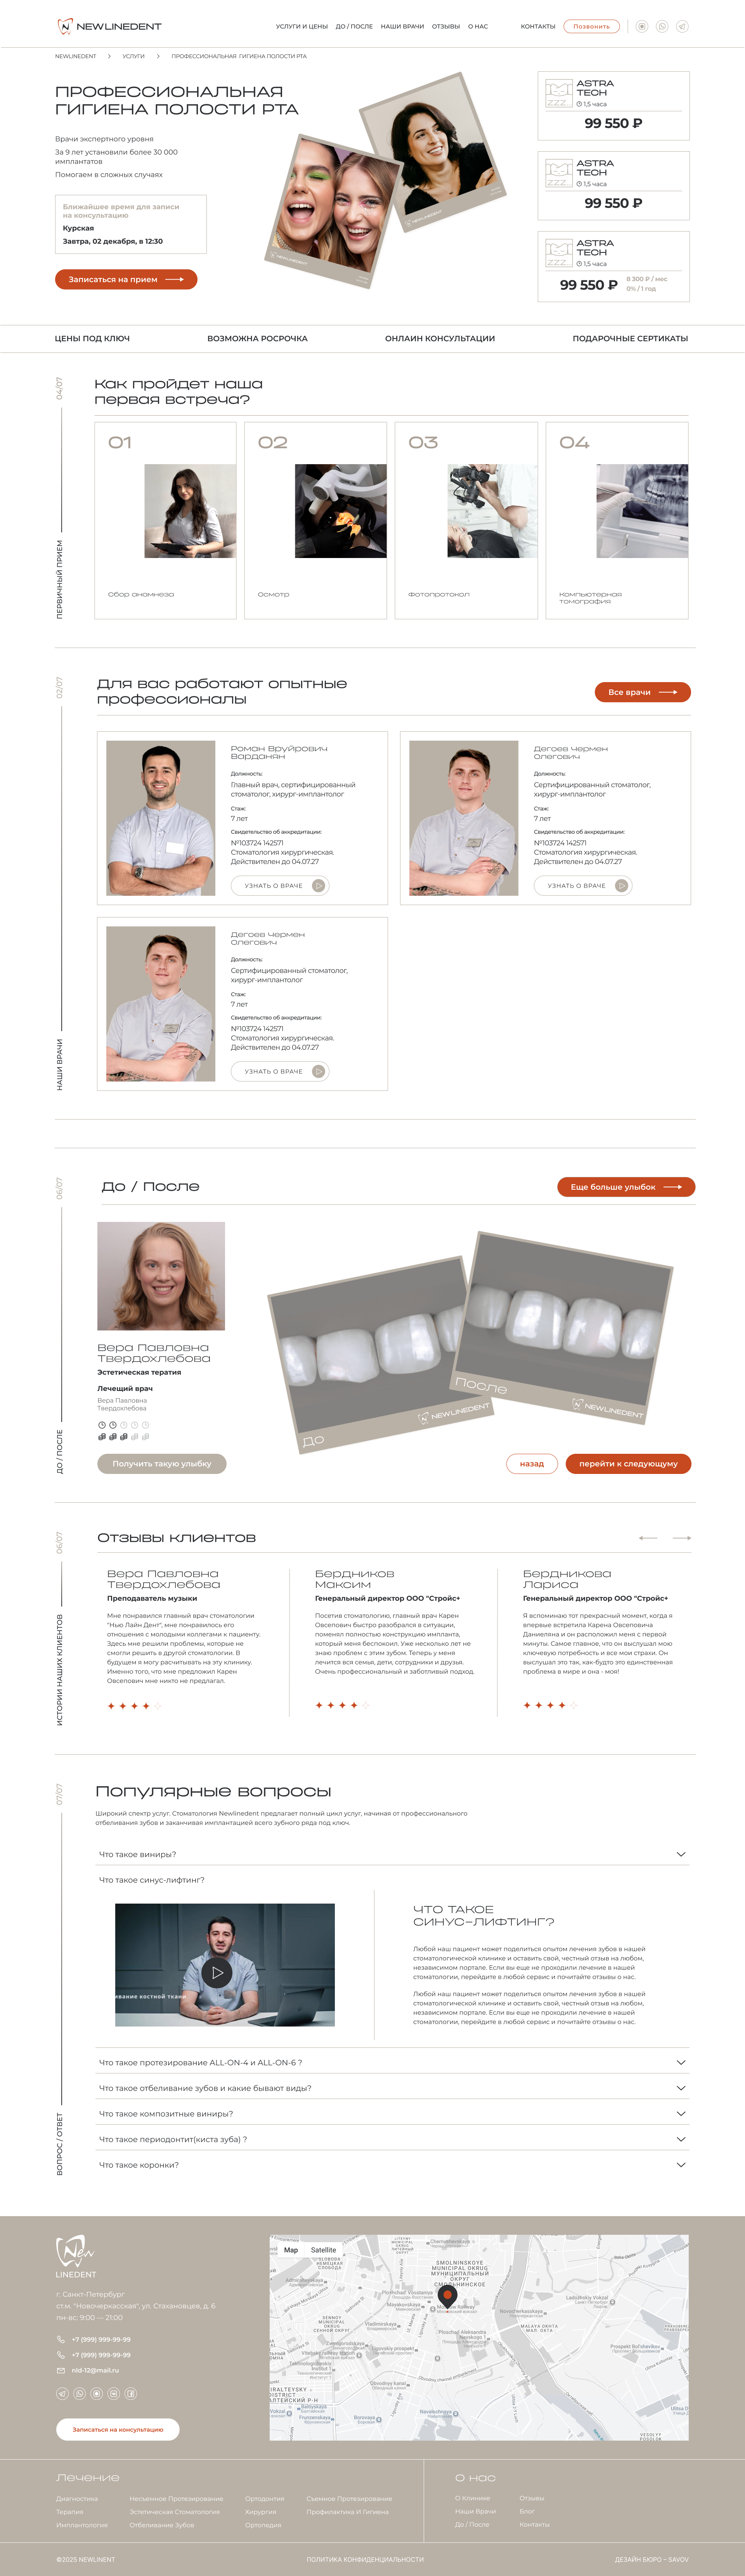 NEWLINEDENT
УСЛУГИ И ЦЕНЫ ДО / ПОСЛЕ НАШИ ВРАЧИ ОТЗЫВЫ О НАС КОНТАКТЫ Позвонить
NEWLINEDENT > УСЛУГИ > ПРОФЕССИОНАЛЬНАЯ ГИГИЕНА ПОЛОСТИ РТА
ПРОФЕССИОНАЛЬНАЯ
ГИГИЕНА ПОЛОСТИ РТА
Врачи экспертного уровня
За 9 лет установили более 30 000
имплантатов
Помогаем в сложных случаях
Ближайшее время для записи
на консультацию
Курская
Завтра, 02 декабря, в 12:30
Записаться на прием
NEWLINEDENT
NEWLINEDENT
ASTRA
TECH
1,5 часа
99 550 ₽
ASTRA
TECH
1,5 часа
99 550 ₽
ASTRA
TECH
1,5 часа
99 550 ₽
8 300 ₽ / мес
0% / 1 год
ЦЕНЫ ПОД КЛЮЧ ВОЗМОЖНА РОСРОЧКА ОНЛАИН КОНСУЛЬТАЦИИ ПОДАРОЧНЫЕ СЕРТИКАТЫ
04/07
ПЕРВИЧНЫЙ ПРИЕМ
Как пройдет наша
первая встреча?
01
Сбор анамнеза
02
Осмотр
03
Фотопротокол
04
Компьютерная
томография
02/07
НАШИ ВРАЧИ
Для вас работают опытные
профессионалы
Все врачи
Роман Вруйрович
Варданян
Должность:
Главный врач, сертифицированный
стоматолог, хирург-имплантолог
Стаж:
7 лет
Свидетельство об аккредитации:
№103724 142571
Стоматология хирургическая.
Действителен до 04.07.27
УЗНАТЬ О ВРАЧЕ
Дегоев Чермен
Олегович
Должность:
Сертифицированный стоматолог,
хирург-имплантолог
Стаж:
7 лет
Свидетельство об аккредитации:
№103724 142571
Стоматология хирургическая.
Действителен до 04.07.27
УЗНАТЬ О ВРАЧЕ
Дегоев Чермен
Олегович
Должность:
Сертифицированный стоматолог,
хирург-имплантолог
Стаж:
7 лет
Свидетельство об аккредитации:
№103724 142571
Стоматология хирургическая.
Действителен до 04.07.27
УЗНАТЬ О ВРАЧЕ
06/07
ДО / ПОСЛЕ
До / После
Еще больше улыбок
Вера Павловна
Твердохлебова
Эстетическая тератия
Лечещий врач
Вера Павловна
Твердохлебова
Получить такую улыбку
До
NEWLINEDENT
После
NEWLINEDENT
назад
перейти к следующуму
06/07
ИСТОРИИ НАШИХ КЛИЕНТОВ
Отзывы клиентов
Вера Павловна
Твердохлебова
Преподаватель музыки
Мне понравился главный врач стоматологии
"Нью Лайн Дент", мне понравилось его
отношение с молодыми коллегами к пациенту.
Здесь мне решили проблемы, которые не
смогли решить в другой стоматологии. В
будущем я могу расчитывать на эту клинику.
Именно того, что мне предложил Карен
Овсепович мне никто не предлагал.
Бердников
Максим
Генеральный директор ООО "Стройс+
Посетив стоматологию, главный врач Карен
Овсепович быстро разобрался в ситуации,
поменял полностью конструкцию импланта,
который меня беспокоил. Уже несколько лет не
знаю проблем с этим зубом. Теперь у меня
лечится вся семья, дети, сотрудники и друзья.
Очень профессиональный и заботливый подход.
Бердникова
Лариса
Генеральный директор ООО "Стройс+
Я вспоминаю тот прекрасный момент, когда я
впервые встретила Карена Овсеповича
Даниеляна и он расположил меня с первой
минуты. Самое главное, что он выслушал мою
ключевую потребность и все мои страхи. Он
выслушал это так, как-будто это единственная
проблема в мире и она - моя!
07/07
ВОПРОС / ОТВЕТ
Популярные вопросы
Широкий спектр услуг. Стоматология Newlinedent предлагает полный цикл услуг, начиная от профессионального
отбеливания зубов и заканчивая имплантацией всего зубного ряда под ключ.
Что такое виниры?
Что такое синус-лифтинг?
ивание костной ткани
ЧТО ТАКОЕ
СИНУС-ЛИФТИНГ?
Любой наш пациент может поделиться опытом лечения зубов в нашей
стоматологической клинике и оставить свой, честный отзыв на любом,
независимом портале. Если вы еще не проходили лечение в нашей
стоматологии, перейдите в любой сервис и почитайте отзывы о нас.
Любой наш пациент может поделиться опытом лечения зубов в нашей
стоматологической клинике и оставить свой, честный отзыв на любом,
независимом портале. Если вы еще не проходили лечение в нашей
стоматологии, перейдите в любой сервис и почитайте отзывы о нас.
Что такое протезирование ALL-ON-4 и ALL-ON-6 ?
Что такое отбеливание зубов и какие бывают виды?
Что такое композитные виниры?
Что такое периодонтит(киста зуба) ?
Что такое коронки?
New
LINEDENT
г. Санкт-Петербург
ст.м. "Новочеркасская", ул. Стахановцев, д. 6
пн-вс: 9:00 — 21:00
+7 (999) 999-99-99
+7 (999) 999-99-99
nld-12@mail.ru
Записаться на консультацию
Map Satellite
SMOLNINSKOYE
MUNICIPAL OKRUG
МУНИЦИПАЛЬНЫЙ
ОКРУГ
СМОЛЬНИНСКОЕ
Лечение
Диагностика
Терапия
Имплантология
Несъемное Протезирование
Эстетическая Стоматология
Отбеливание Зубов
Ортодонтия
Хирургия
Ортопедия
Съемное Протезирование
Профилактика И Гигиена
О нас
О Клинике
Наши Врачи
До / После
Отзывы
Блог
Контакты
©2025 NEWLINENT ПОЛИТИКА КОНФИДЕНЦИАЛЬНОСТИ ДЕЗАЙН БЮРО – SAVOV